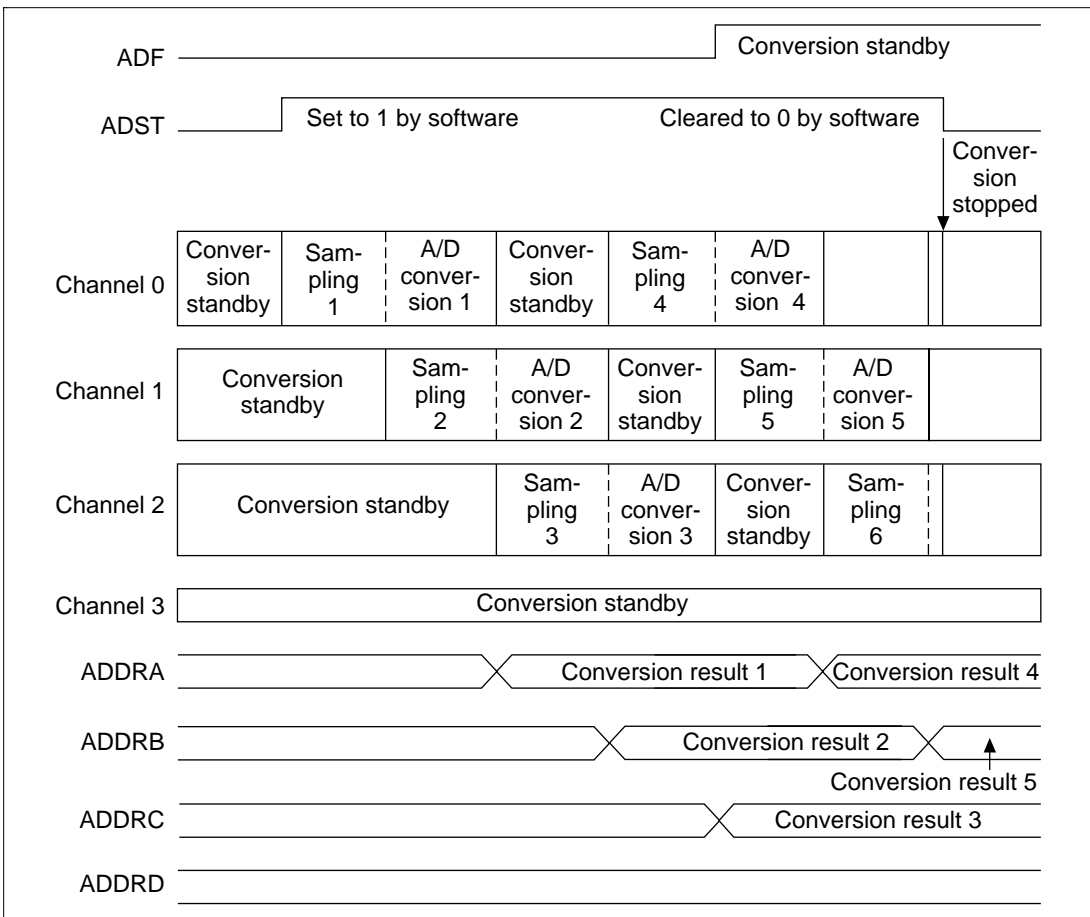 ADF
Conversion standby
ADST
Set to 1 by software
Cleared to 0 by software
Conver-
sion
stopped
Channel 0
Conver-
sion
standby
Sam-
pling
1
A/D
conver-
sion 1
Conver-
sion
standby
Sam-
pling
4
A/D
conver-
sion 4
Channel 1
Conversion
standby
Sam-
pling
2
A/D
conver-
sion 2
Conver-
sion
standby
Sam-
pling
5
A/D
conver-
sion 5
Channel 2
Conversion standby
Sam-
pling
3
A/D
conver-
sion 3
Conver-
sion
standby
Sam-
pling
6
Channel 3
Conversion standby
ADDRA
Conversion result 1
Conversion result 4
ADDRB
Conversion result 2
Conversion result 5
ADDRC
Conversion result 3
ADDRD